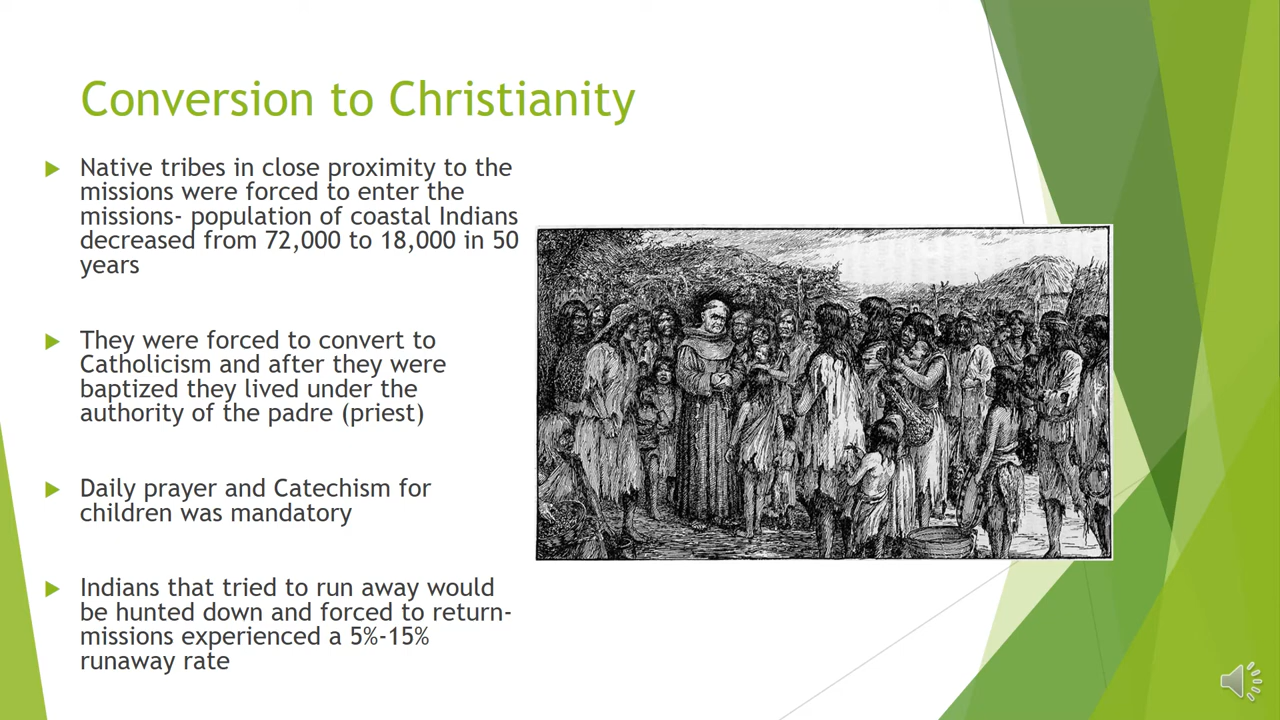 Conversion to Christianity
Native tribes in close proximity to the
missions were forced to enter the
missions- population of coastal Indians
decreased from 72,000 to 18,000 in 50
years
They were forced to convert to
Catholicism and after they were
baptized they lived under the
authority of the padre (priest)
Daily prayer and Catechism for
children was mandatory
Indians that tried to run away would
be hunted down and forced to return-
missions experienced a 5%-15%
runaway rate